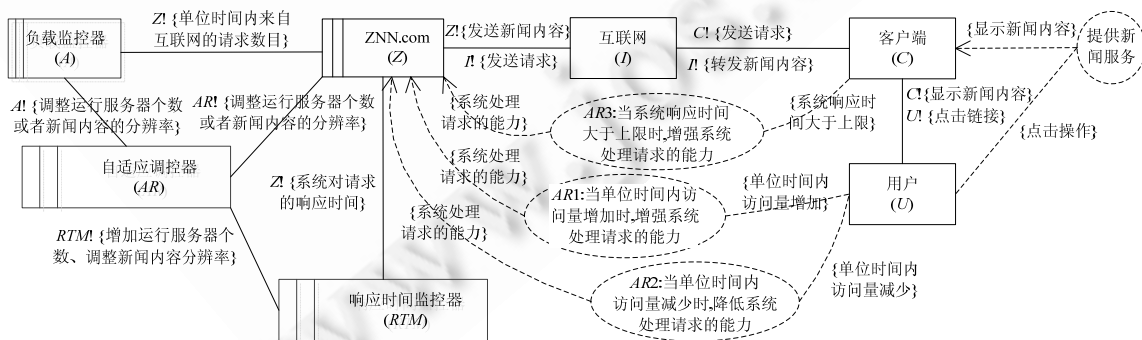 负载监控器
(A)
Z! {单位时间内来自
互联网的请求数目}
ZNN.com
(Z)
Z!{发送新闻内容}
I!{发送请求}
互联网
(I)
C! {发送请求}
I! {转发新闻内容}
客户端
(C)
{显示新闻内容}
提供新
闻服务
A! {调整运行服务器个数
或者新闻内容的分辨率}
AR! {调整运行服务器个数
或者新闻内容的分辨率}
{系统处理
请求的能力}
AR3:当系统响应时间
大于上限时,增强系统
处理请求的能力
{系统响应时
间大于上限}
C!{显示新闻内容}
U! {点击链接}
{点击操作}
自适应调控器
(AR)
Z! {系统对请求
的响应时间}
{系统处理
请求的能力}
AR1:当单位时间内访
问量增加时,增强系统
处理请求的能力
{单位时间内
访问量增加}
用户
(U)
RTM! {增加运行服务器个
数、调整新闻内容分辨率}
{系统处理
请求的能力}
AR2:当单位时间内
访问量减少时,降低系统
处理请求的能力
{单位时间内
访问量减少}
响应时间监控器
(RTM)